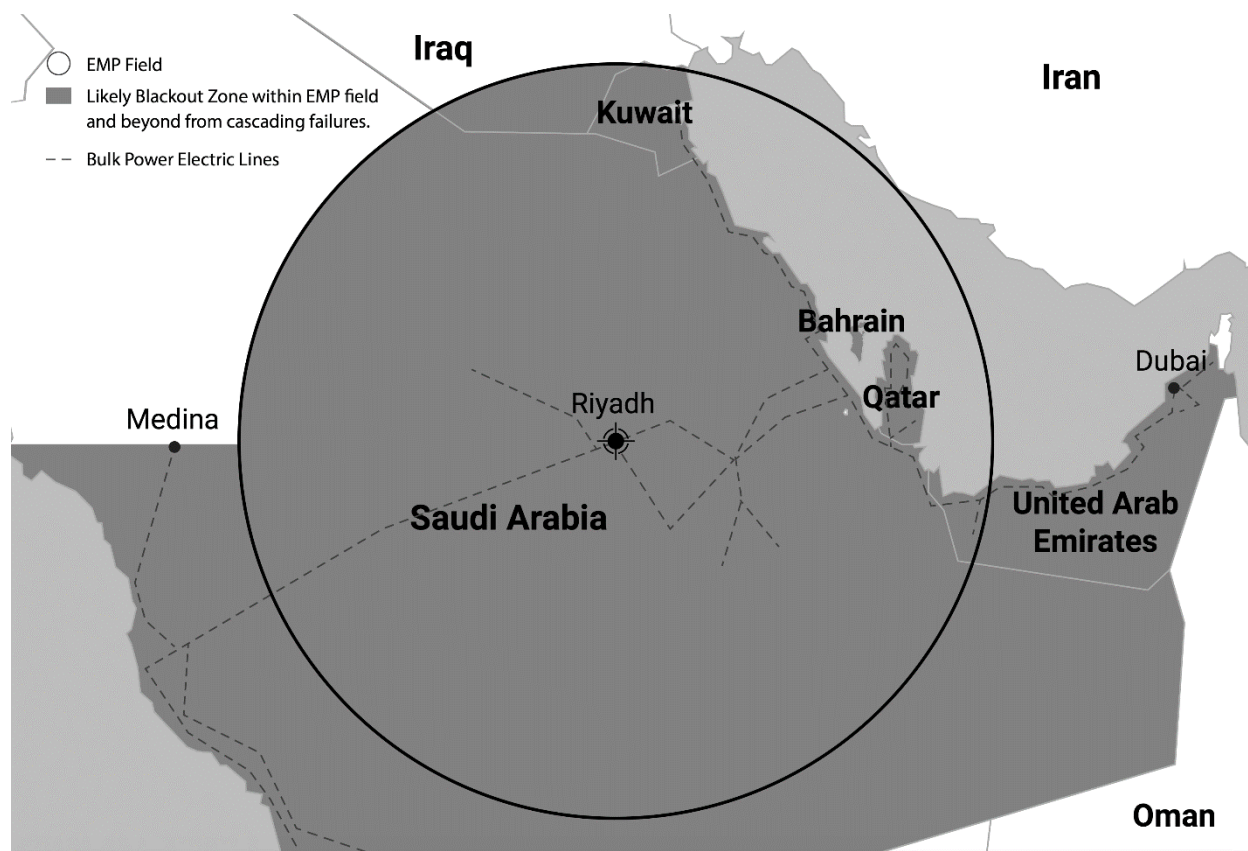 Iraq
EMP Field
Iran
Likely Blackout Zone within EMP field
and beyond from cascading failures.
Kuwait
Bulk Power Electric Lines
Bahrain
Dubai
Qatar
Riyadh
Medina
Saudi Arabia
United Arab
Emirates
Oman